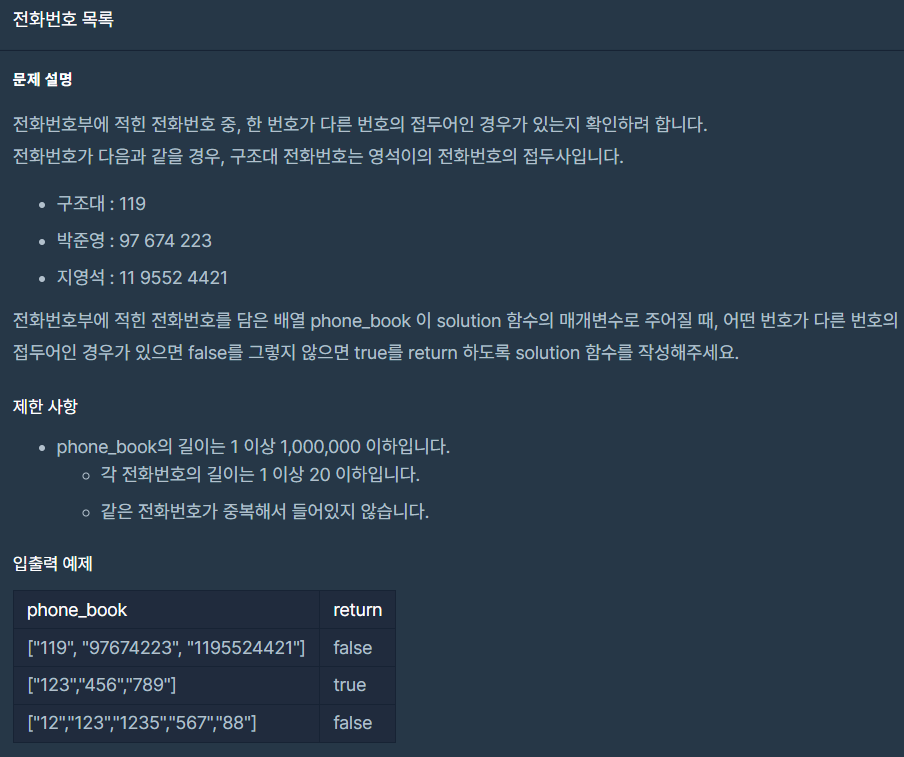 전화번호 목록
문제 설명
전화번호부에 적힌 전화번호 중, 한 번호가 다른 번호의 접두어인 경우가 있는지 확인하려 합니다.
전화번호가 다음과 같을 경우, 구조대 전화번호는 영석이의 전화번호의 접두사입니다.
• 구조대 : 119
• 박준영 : 97 674 223
• 지영석 : 11 9552 4421
전화번호부에 적힌 전화번호를 담은 배열 phone_book 이 solution 함수의 매개변수로 주어질 때, 어떤 번호가 다른 번호의
접두어인 경우가 있으면 false를 그렇지 않으면 true를 return 하도록 solution 함수를 작성해주세요.
제한 사항
• phone_book의 길이는 1 이상 1,000,000 이하입니다.
◦ 각 전화번호의 길이는 1 이상 20 이하입니다.
◦ 같은 전화번호가 중복해서 들어있지 않습니다.
입출력 예제
phone_book return
["119", "97674223", "1195524421"] false
["123","456","789"] true
["12","123","1235","567","88"] false